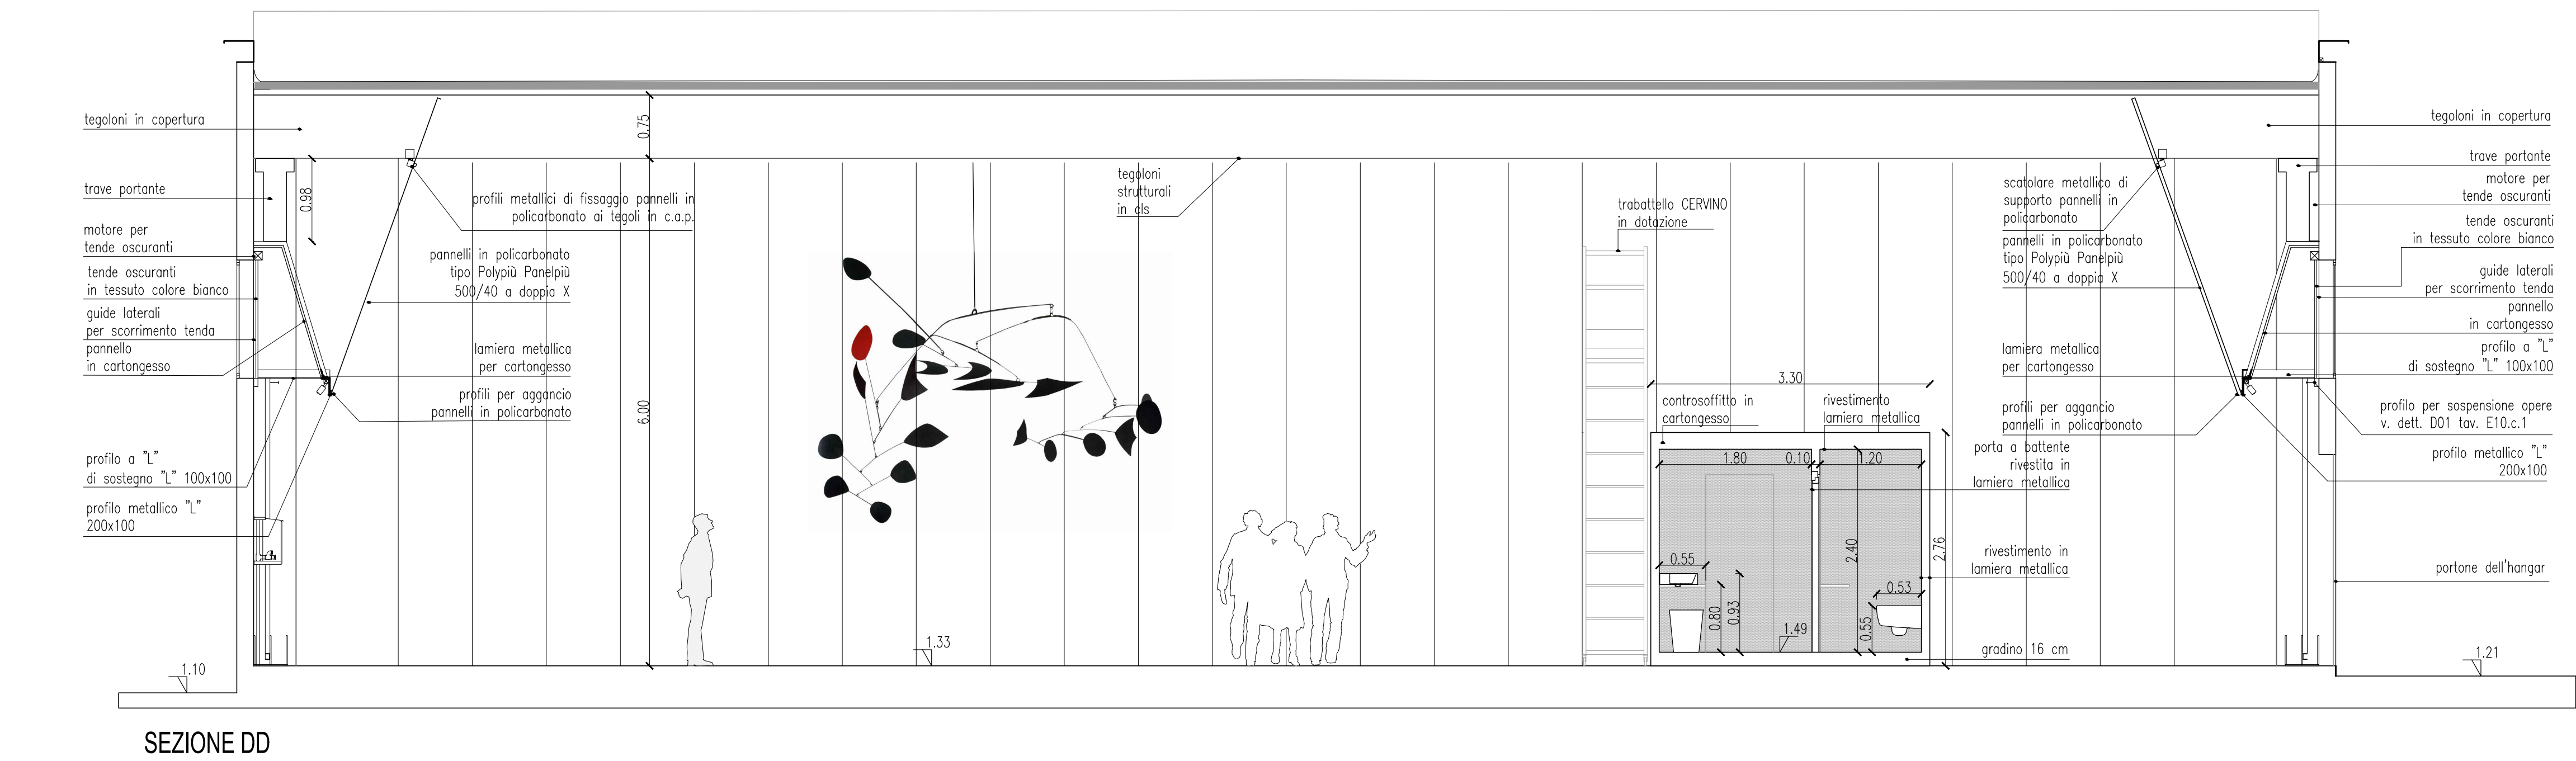 tegoloni in copertura
trave portante
motore per
tende oscuranti
tende oscuranti
in tessuto colore bianco
guide laterali
per scorrimento tenda
pannello
in cartongesso
profilo a "L"
di sostegno "L" 100x100
profilo metallico "L"
200x100
1.10
0.98
profili metallici di fissaggio pannelli in
policarbonato ai tegoli in c.a.p.
pannelli in policarbonato
tipo Polypiù Panelpiù
500/40 a doppia X
lamiera metallica
per cartongesso
profili per aggancio
pannelli in policarbonato
0.75
6.00
1.33
tegoloni
strutturali
in cls
trabattello CERVINO
in dotazione
3.30
controsoffitto in
cartongesso
rivestimento
lamiera metallica
1.80
0.10
1.20
0.55
0.80
0.93
1.49
2.40
0.55
0.53
2.76
porta a battente
rivestita in
lamiera metallica
rivestimento in
lamiera metallica
gradino 16 cm
scatolare metallico di
supporto pannelli in
policarbonato
pannelli in policarbonato
tipo Polypiù Panelpiù
500/40 a doppia X
lamiera metallica
per cartongesso
profili per aggancio
pannelli in policarbonato
tegoloni in copertura
trave portante
motore per
tende oscuranti
tende oscuranti
in tessuto colore bianco
guide laterali
per scorrimento tenda
pannello
in cartongesso
profilo a "L"
di sostegno "L" 100x100
profilo per sospensione opere
v. dett. D01 tav. E10.c.1
profilo metallico "L"
200x100
portone dell'hangar
1.21
SEZIONE DD